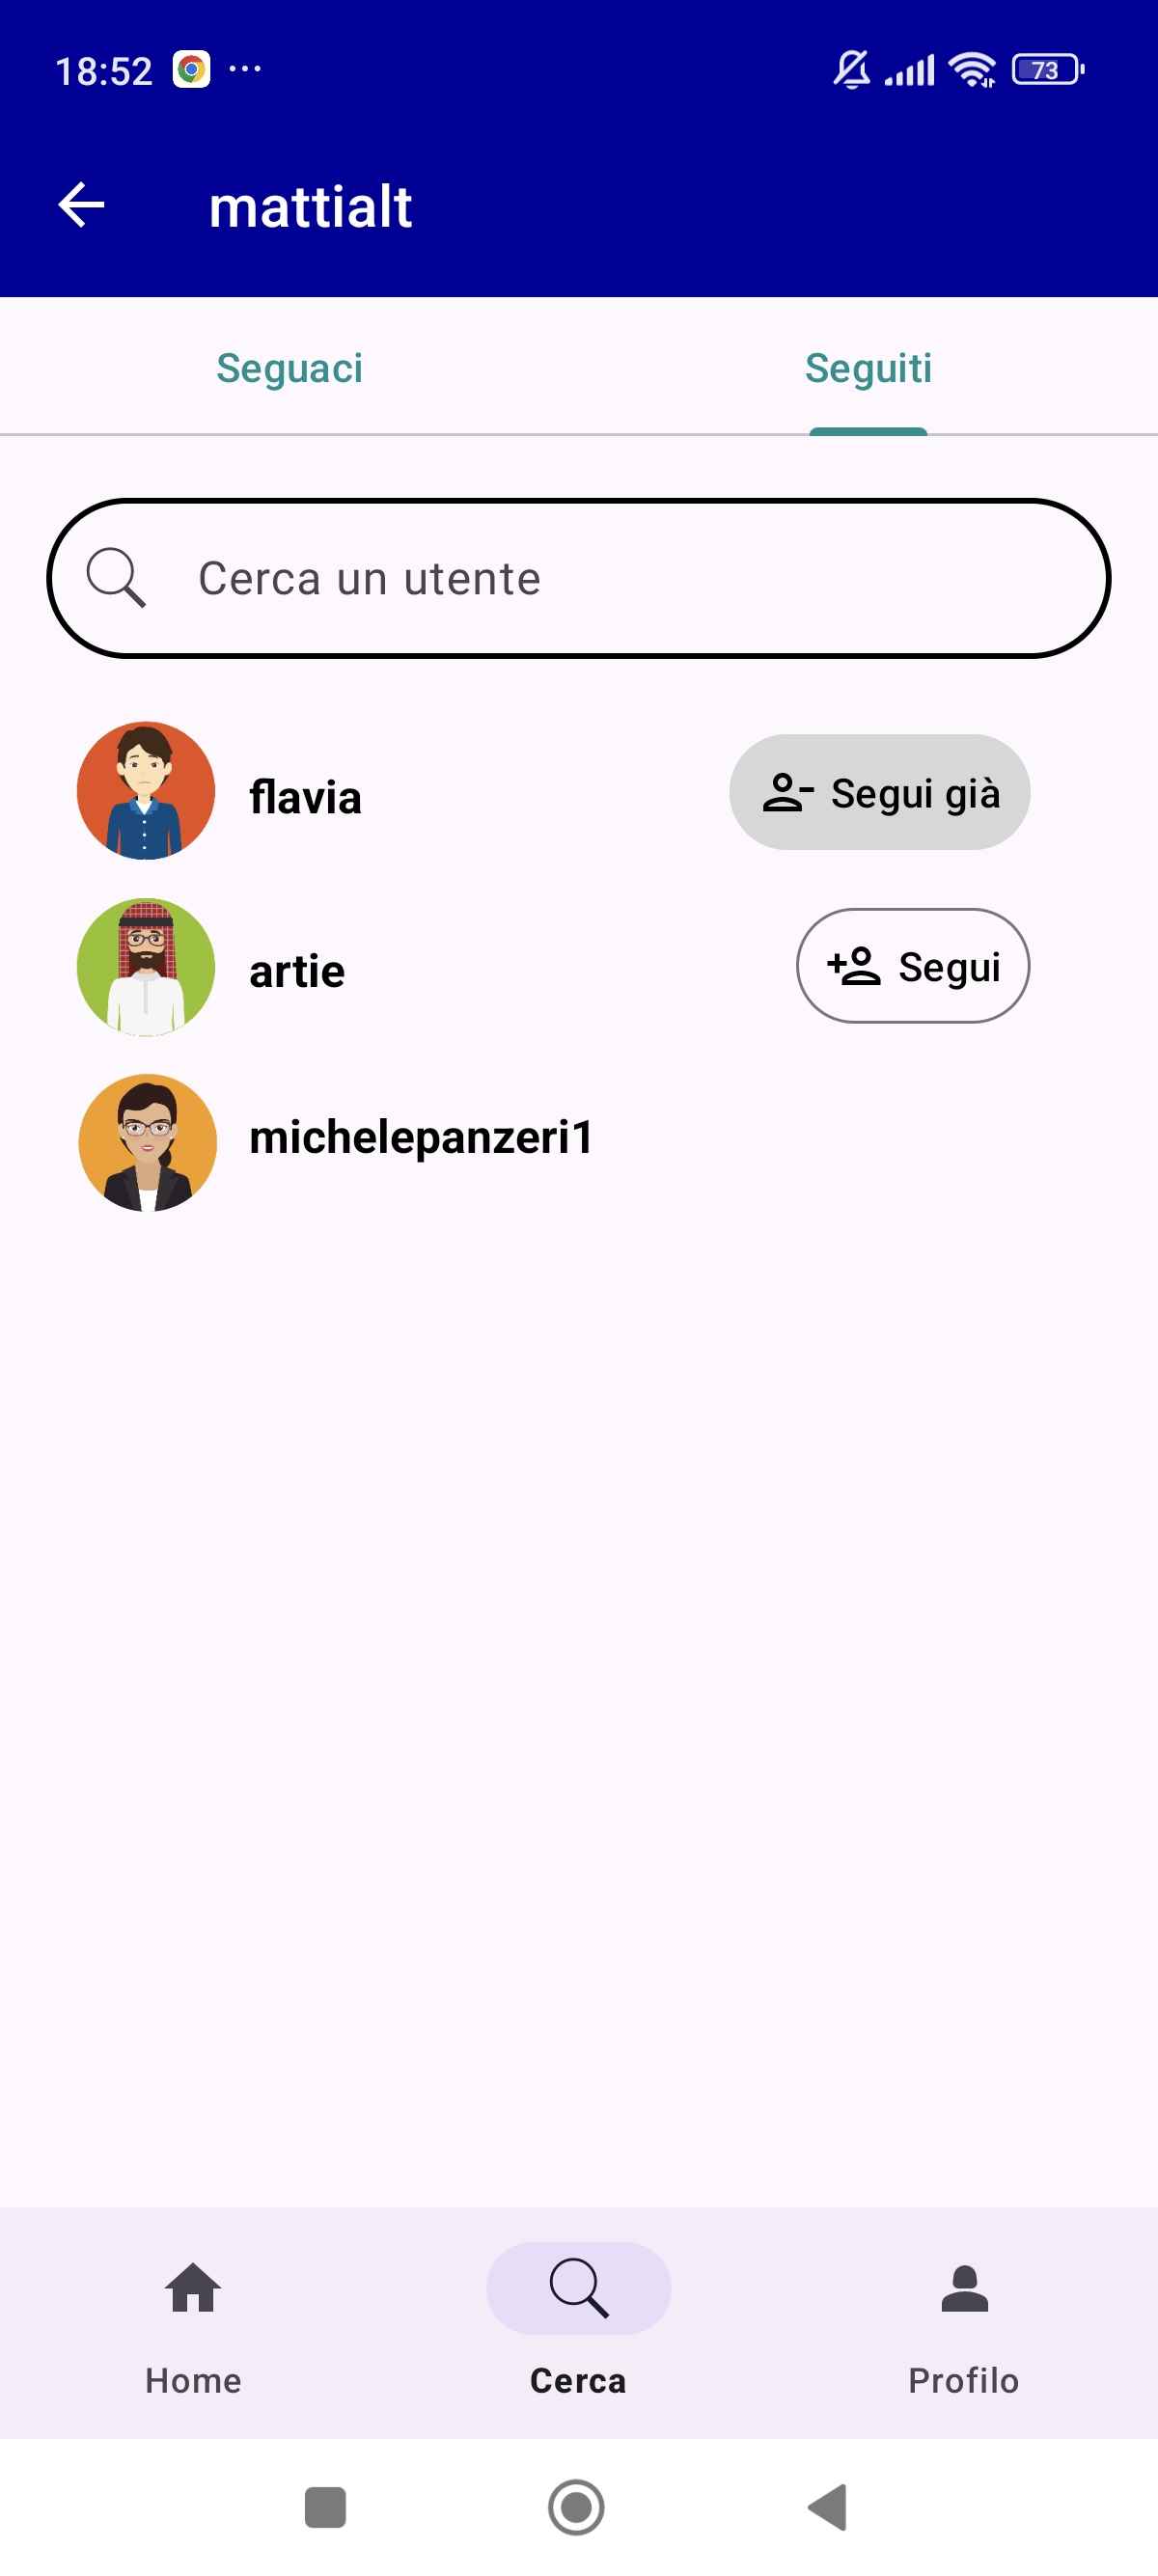 18:52
73
mattialt
Seguaci
Seguiti
Cerca un utente
flavia
Segui già
artie
Segui
michelepanzeri1
Home
Cerca
Profilo